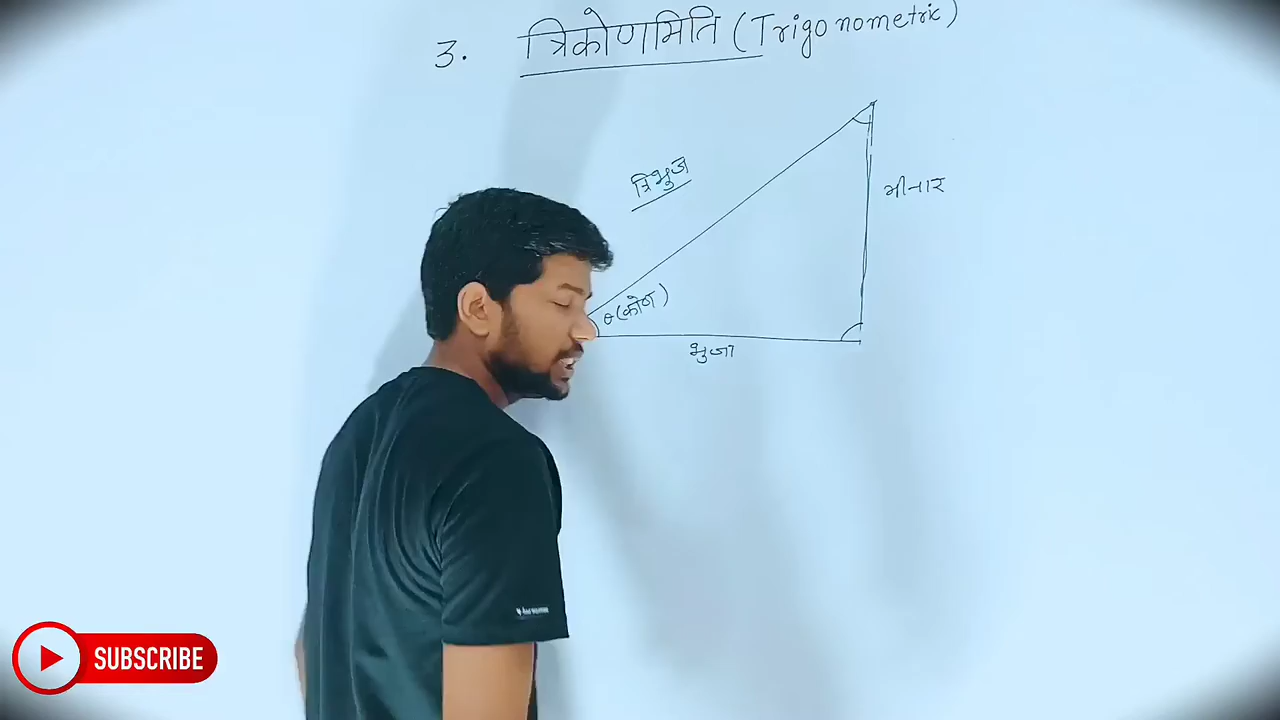 3. त्रिकोणमिति (Trigonometric)
त्रिभुज
मीनार
θ(कोण)
भुजा
SUBSCRIBE